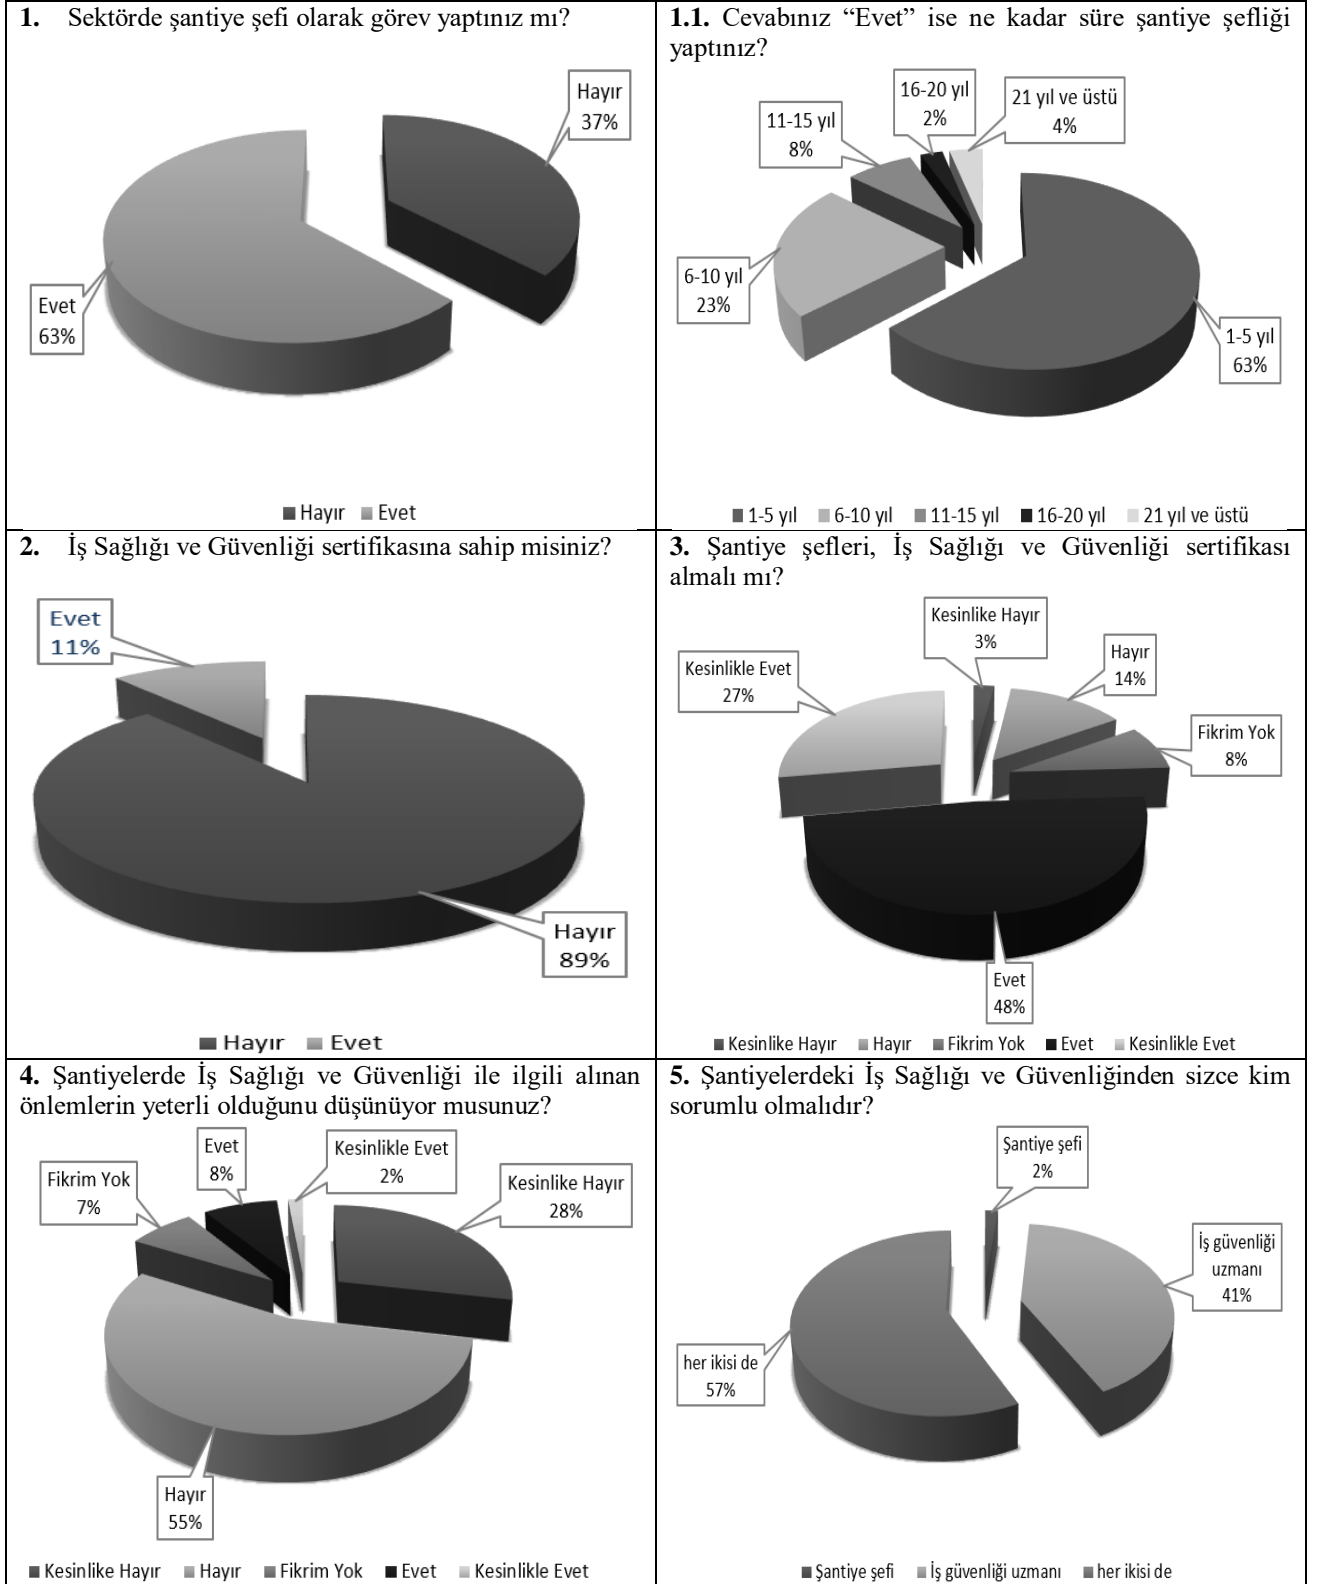 1. Sektörde şantiye şefi olarak görev yaptınız mı?
Hayır
37%
Evet
63%
Hayır Evet
1.1. Cevabınız “Evet” ise ne kadar süre şantiye şefliği
yaptınız?
16-20 yıl
2%
21 yıl ve üstü
4%
11-15 yıl
8%
6-10 yıl
23%
1-5 yıl
63%
1-5 yıl 6-10 yıl 11-15 yıl 16-20 yıl 21 yıl ve üstü
2. İş Sağlığı ve Güvenliği sertifikasına sahip misiniz?
Evet
11%
Hayır
89%
Hayır Evet
3. Şantiye şefleri, İş Sağlığı ve Güvenliği sertifikası
almalı mı?
Kesinlike Hayır
3%
Hayır
14%
Kesinlikle Evet
27%
Fikrim Yok
8%
Evet
48%
Kesinlike Hayır Hayır Fikrim Yok Evet Kesinlikle Evet
4. Şantiyelerde İş Sağlığı ve Güvenliği ile ilgili alınan
önlemlerin yeterli olduğunu düşünüyor musunuz?
Evet
8%
Kesinlikle Evet
2%
Fikrim Yok
7%
Kesinlike Hayır
28%
Hayır
55%
Kesinlike Hayır Hayır Fikrim Yok Evet Kesinlikle Evet
5. Şantiyelerdeki İş Sağlığı ve Güvenliğinden sizce kim
sorumlu olmalıdır?
Şantiye şefi
2%
İş güvenliği
uzmanı
41%
her ikisi de
57%
Şantiye şefi İş güvenliği uzmanı her ikisi de